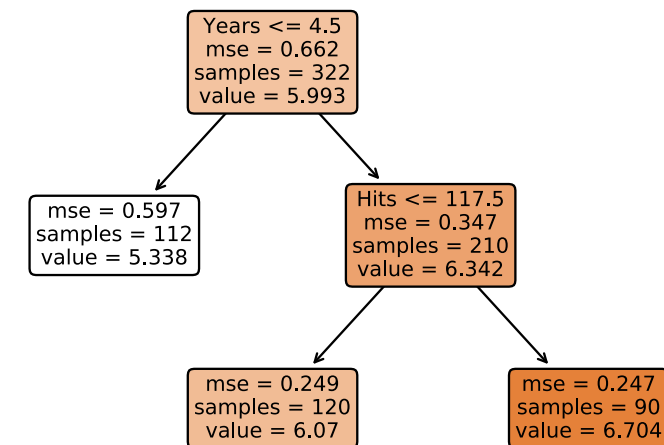 Years <= 4.5
mse = 0.662
samples = 322
value = 5.993
mse = 0.597
samples = 112
value = 5.338
Hits <= 117.5
mse = 0.347
samples = 210
value = 6.342
mse = 0.249
samples = 120
value = 6.07
mse = 0.247
samples = 90
value = 6.704